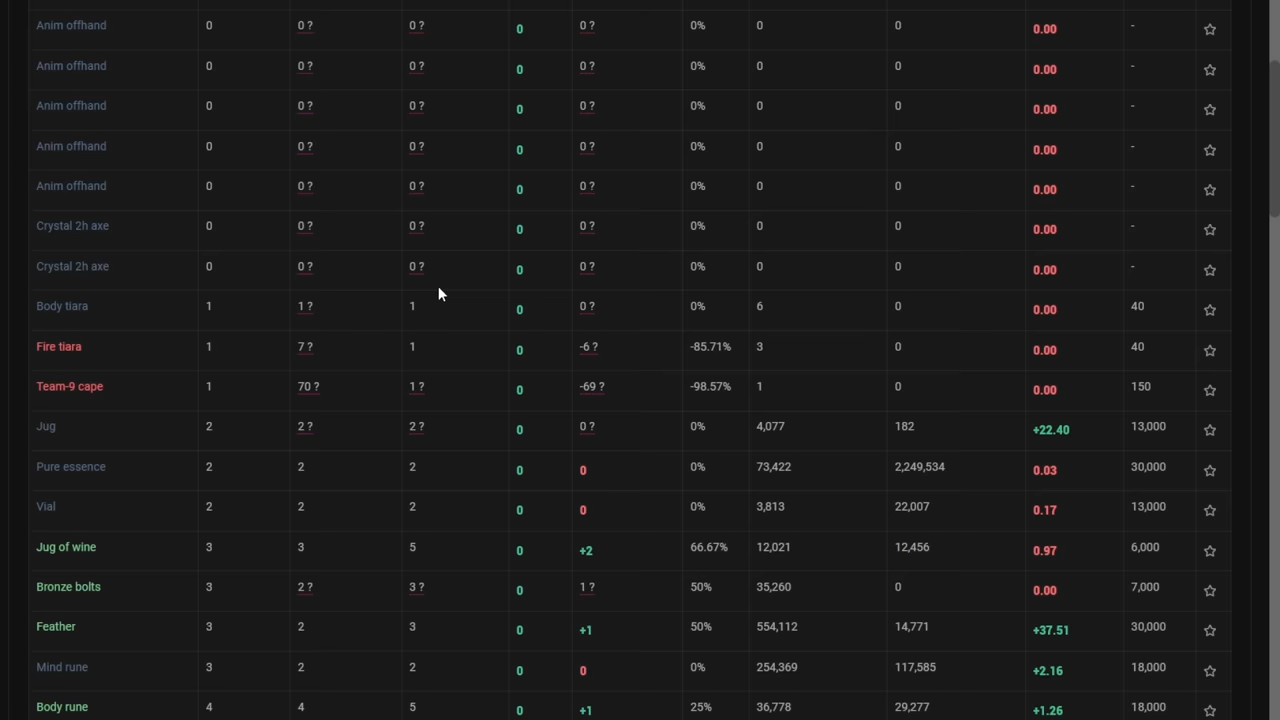 Anim offhand 0 0 ? 0 ? 0 0 ? 0% 0 0 0.00 -
Anim offhand 0 0 ? 0 ? 0 0 ? 0% 0 0 0.00 -
Anim offhand 0 0 ? 0 ? 0 0 ? 0% 0 0 0.00 -
Anim offhand 0 0 ? 0 ? 0 0 ? 0% 0 0 0.00 -
Anim offhand 0 0 ? 0 ? 0 0 ? 0% 0 0 0.00 -
Crystal 2h axe 0 0 ? 0 ? 0 0 ? 0% 0 0 0.00 -
Crystal 2h axe 0 0 ? 0 ? 0 0 ? 0% 0 0 0.00 -
Body tiara 1 1 ? 1 0 0 ? 0% 6 0 0.00 40
Fire tiara 1 7 ? 1 0 -6 ? -85.71% 3 0 0.00 40
Team-9 cape 1 70 ? 1 ? 0 -69 ? -98.57% 1 0 0.00 150
Jug 2 2 ? 2 ? 0 0 ? 0% 4,077 182 +22.40 13,000
Pure essence 2 2 2 0 0 0% 73,422 2,249,534 0.03 30,000
Vial 2 2 2 0 0 0% 3,813 22,007 0.17 13,000
Jug of wine 3 3 5 0 +2 66.67% 12,021 12,456 0.97 6,000
Bronze bolts 3 2 ? 3 ? 0 1 ? 50% 35,260 0 0.00 7,000
Feather 3 2 3 0 +1 50% 554,112 14,771 +37.51 30,000
Mind rune 3 2 2 0 0 0% 254,369 117,585 +2.16 18,000
Body rune 4 4 5 0 +1 25% 36,778 29,277 +1.26 18,000